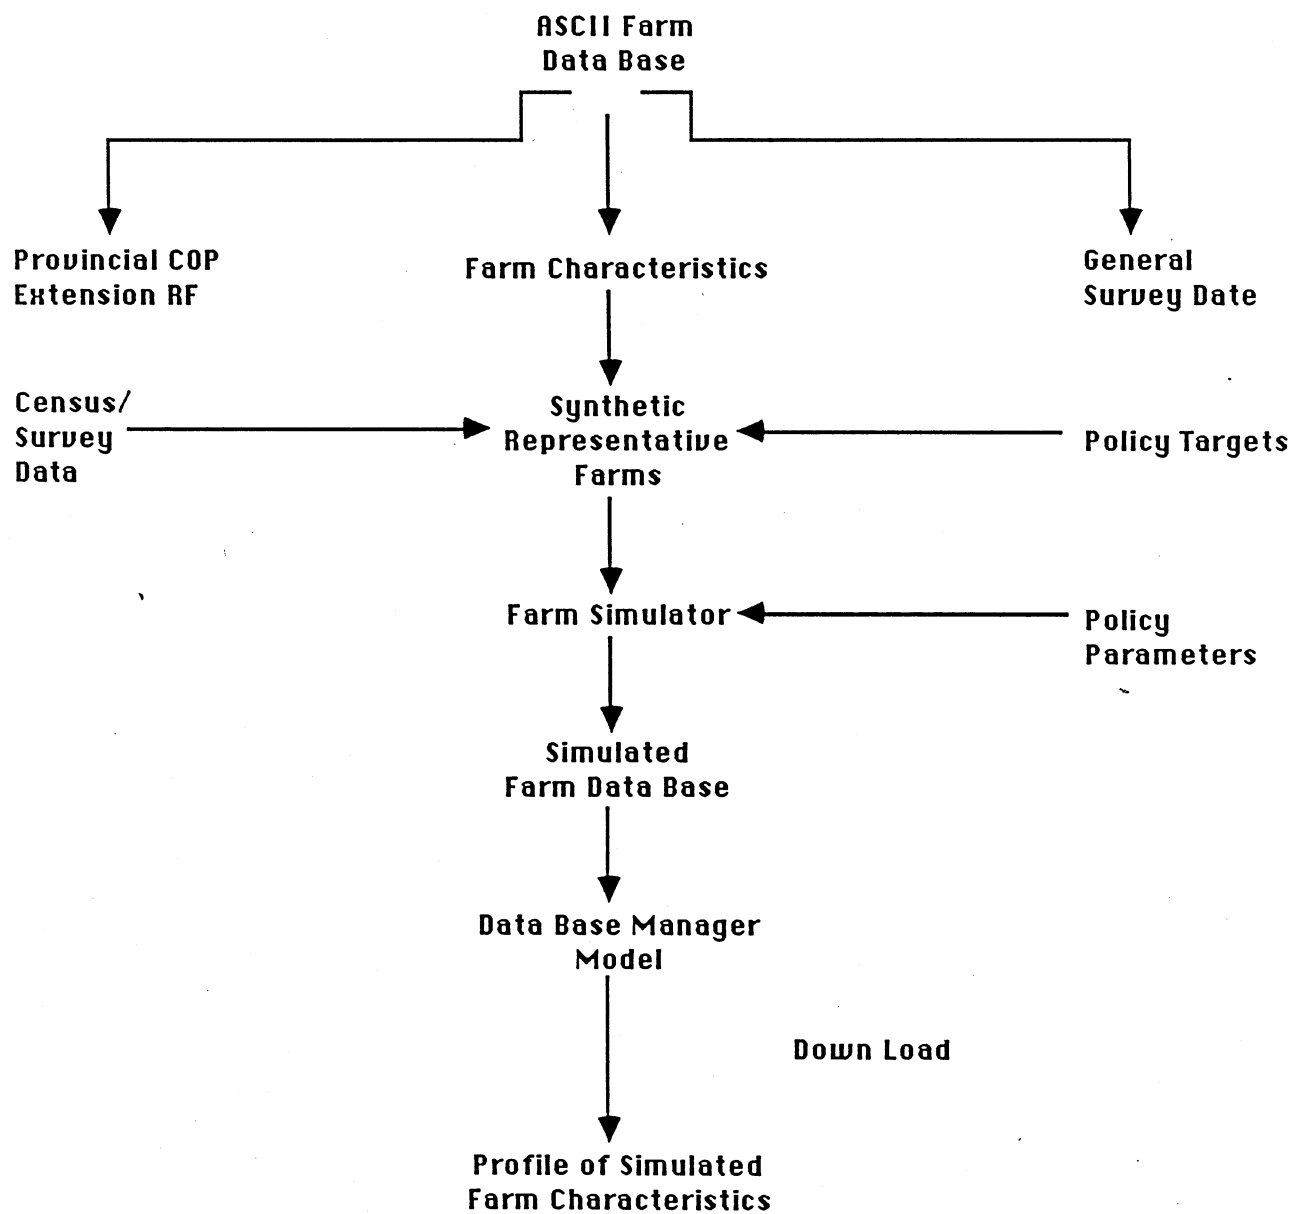 ASCII Farm
Data Base
Provincial COP
Extension RF
Farm Characteristics
General
Survey Date
Census/
Survey
Data
Synthetic
Representative
Farms
Policy Targets
Farm Simulator
Policy
Parameters
Simulated
Farm Data Base
Data Base Manager
Model
Down Load
Profile of Simulated
Farm Characteristics